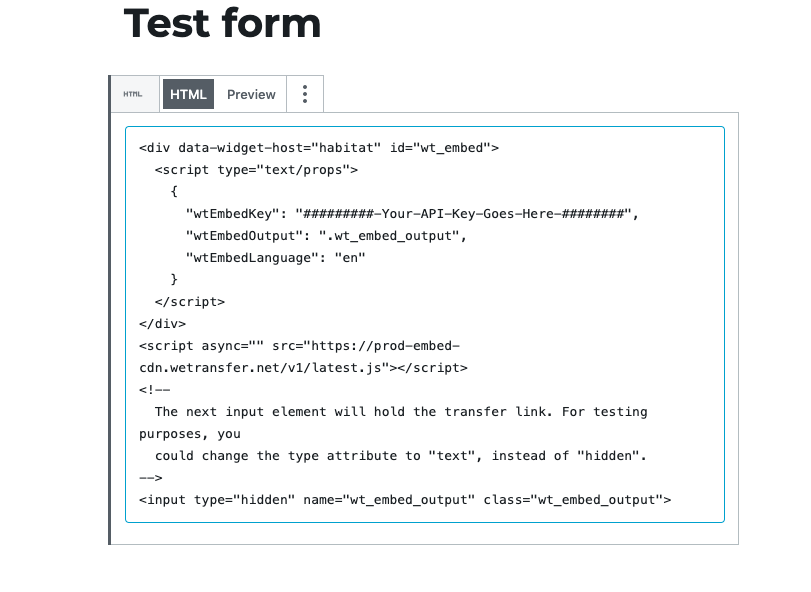 Test form
HTML HTML Preview
<div data-widget-host="habitat" id="wt_embed">
<script type="text/props">
{
"wtEmbedKey": "#########-Your-API-Key-Goes-Here-########",
"wtEmbedOutput": ".wt_embed_output",
"wtEmbedLanguage": "en"
}
</script>
</div>
<script async="" src="https://prod-embed-
cdn.wetransfer.net/v1/latest.js"></script>
<!--
The next input element will hold the transfer link. For testing
purposes, you
could change the type attribute to "text", instead of "hidden".
-->
<input type="hidden" name="wt_embed_output" class="wt_embed_output">